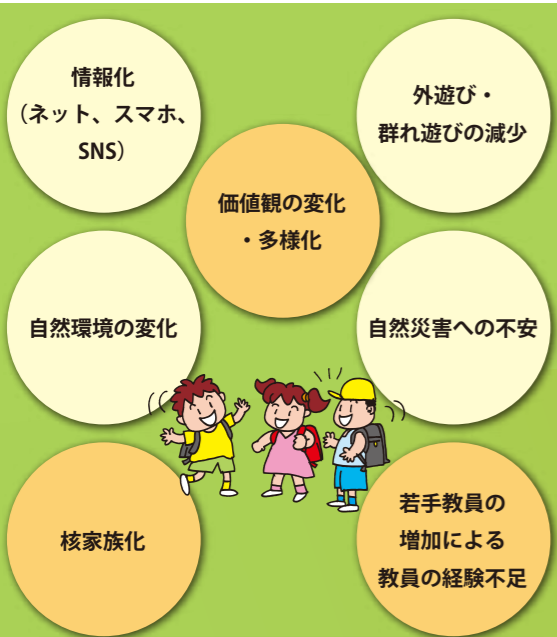 情報化
（ネット、スマホ、
SNS）
外遊び・
群れ遊びの減少
価値観の変化
・多様化
自然環境の変化
自然災害への不安
核家族化
若手教員の
増加による
教員の経験不足